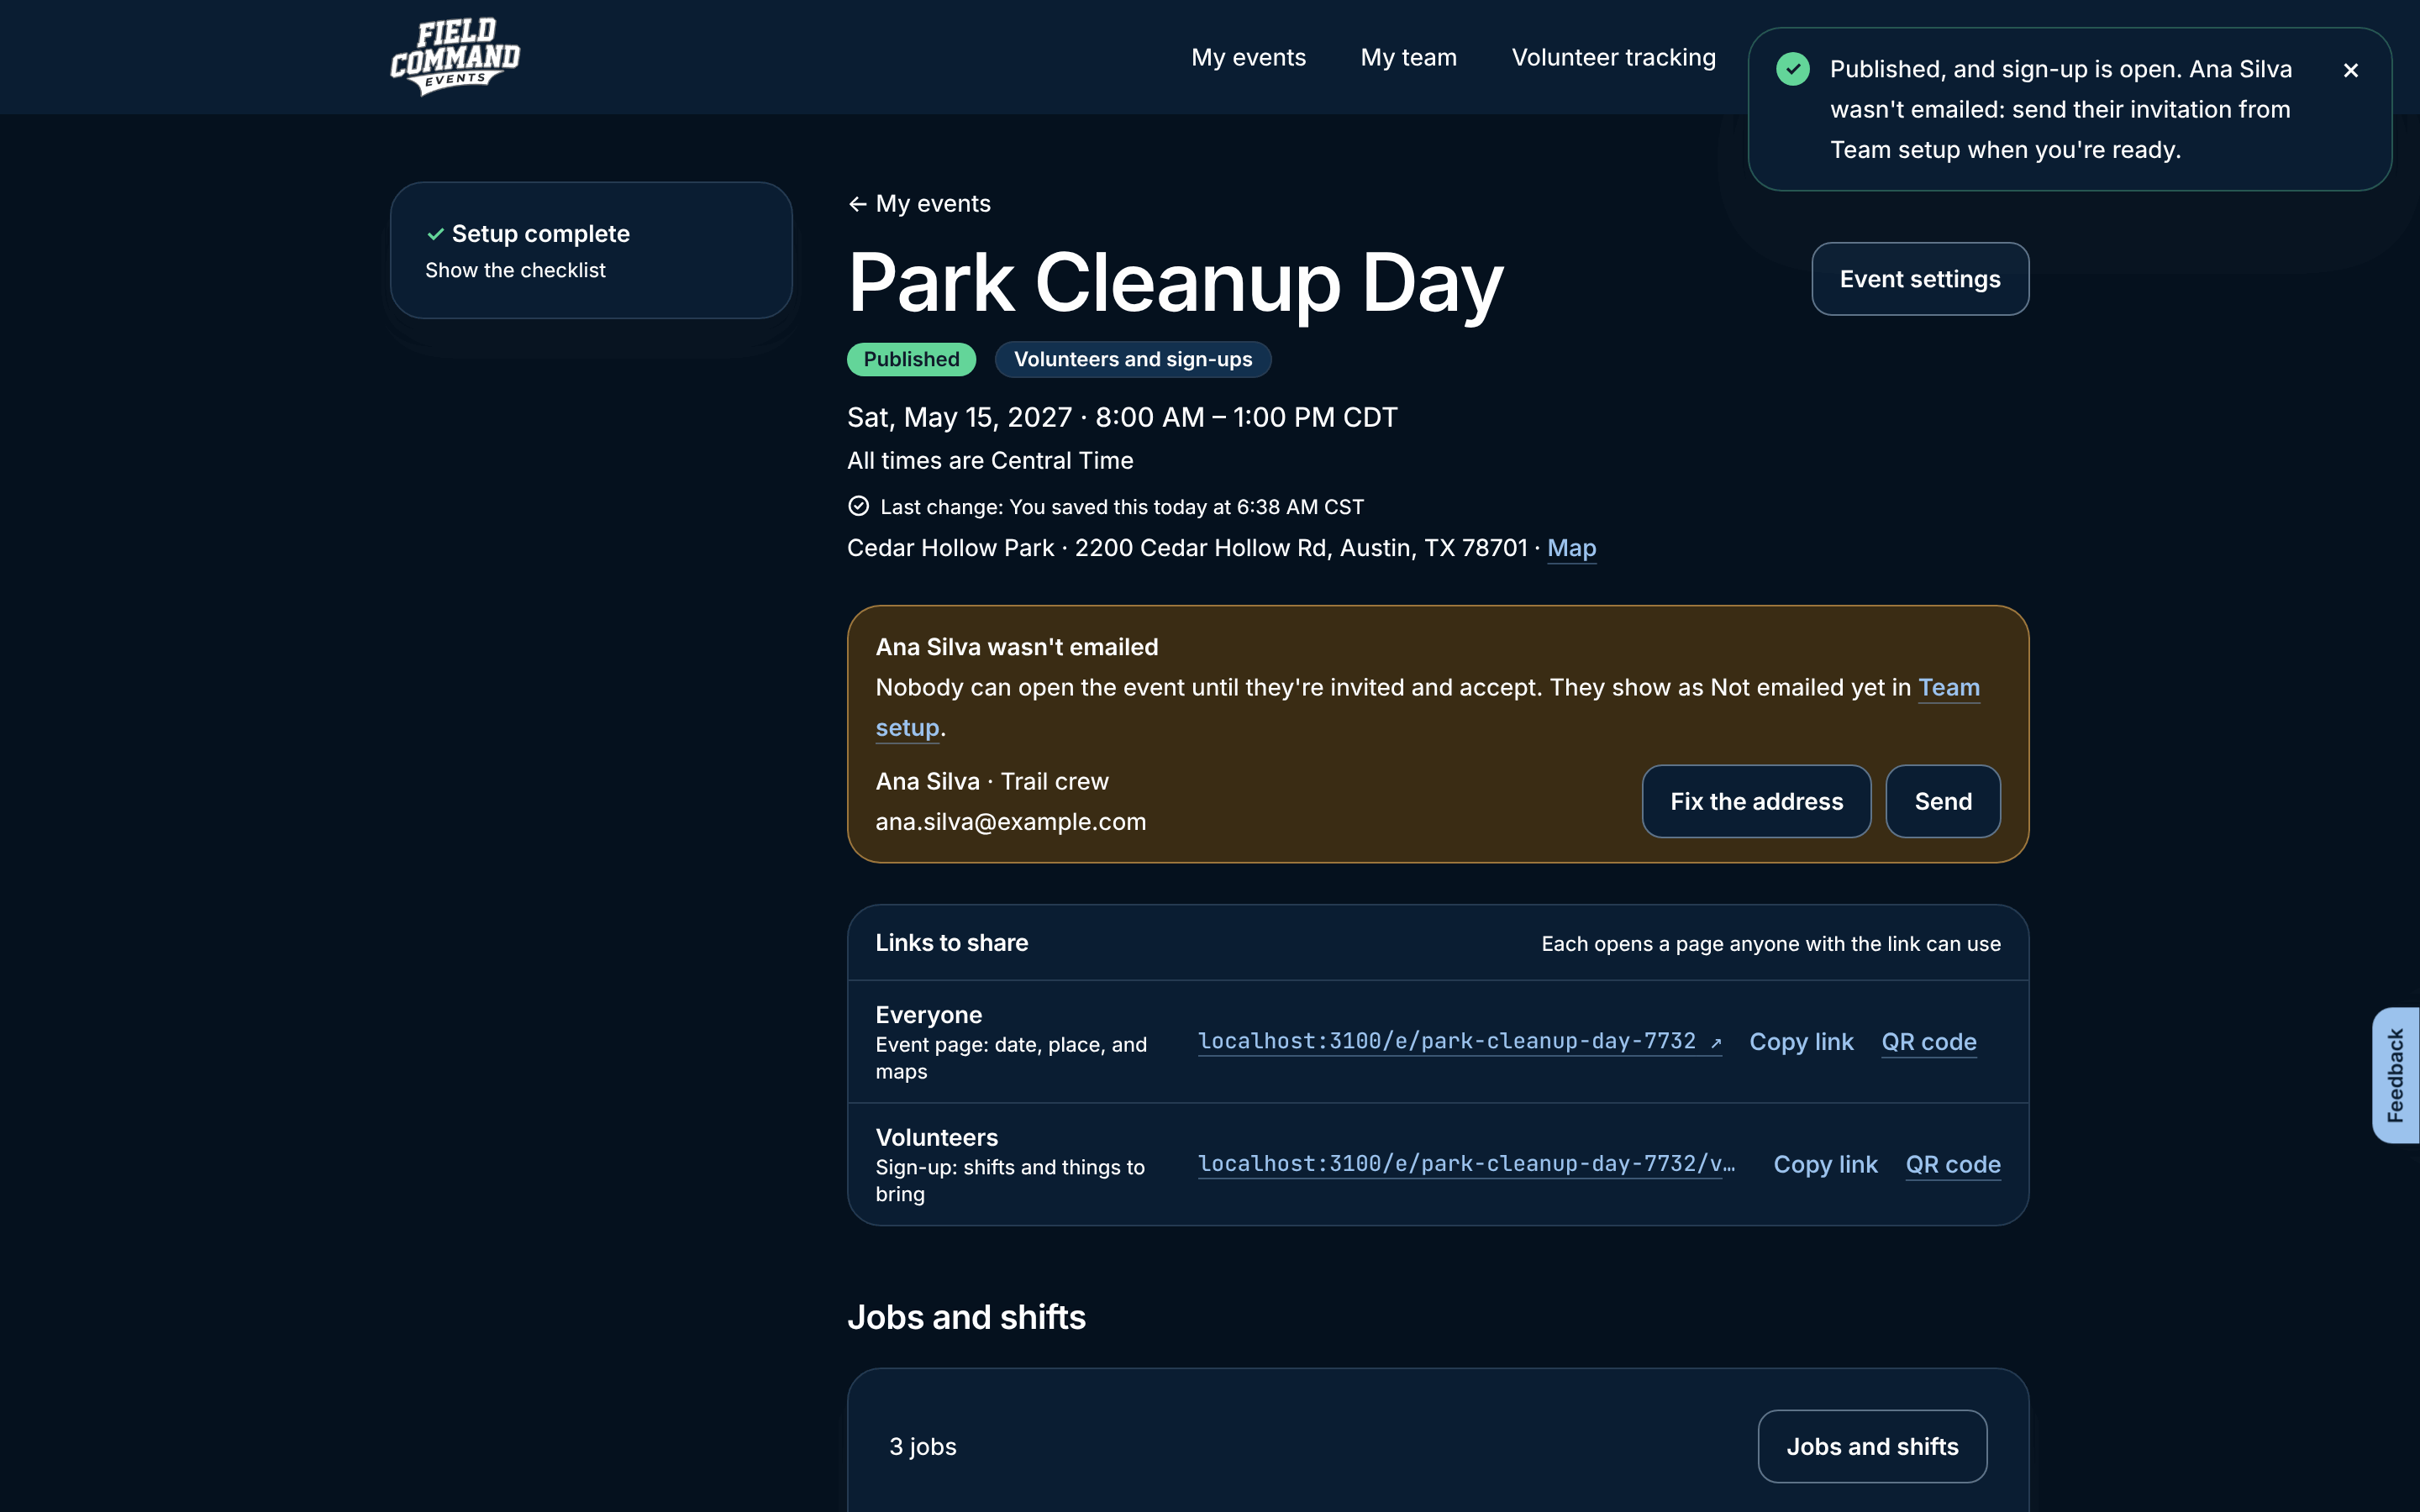 FIELD
COMMAND
EVENTS
My events
My team
Volunteer tracking
Published, and sign-up is open. Ana Silva
wasn't emailed: send their invitation from
Team setup when you're ready.
✓ Setup complete
Show the checklist
← My events
Park Cleanup Day
Event settings
Published
Volunteers and sign-ups
Sat, May 15, 2027 · 8:00 AM – 1:00 PM CDT
All times are Central Time
Last change: You saved this today at 6:38 AM CST
Cedar Hollow Park · 2200 Cedar Hollow Rd, Austin, TX 78701 · Map
Ana Silva wasn't emailed
Nobody can open the event until they're invited and accept. They show as Not emailed yet in Team
setup.
Ana Silva · Trail crew
ana.silva@example.com
Fix the address
Send
Links to share
Each opens a page anyone with the link can use
Everyone
Event page: date, place, and
maps
localhost:3100/e/park-cleanup-day-7732 ↗
Copy link
QR code
Volunteers
Sign-up: shifts and things to
bring
localhost:3100/e/park-cleanup-day-7732/v…
Copy link
QR code
Feedback
Jobs and shifts
3 jobs
Jobs and shifts